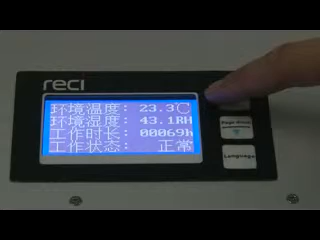 reci
环境温度: 23.3℃
环境湿度: 43.1RH
工作时长: 00069h
工作状态: 正常
Page down
Language